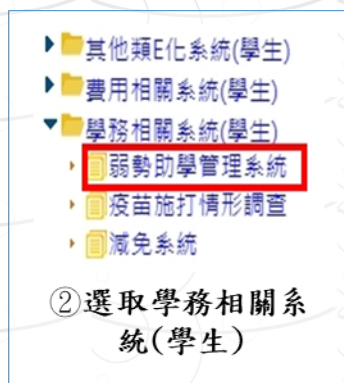 其他類E化系統(學生)
費用相關系統(學生)
學務相關系統(學生)
弱勢助學管理系統
疫苗施打情形調查
減免系統
②選取學務相關系
統(學生)